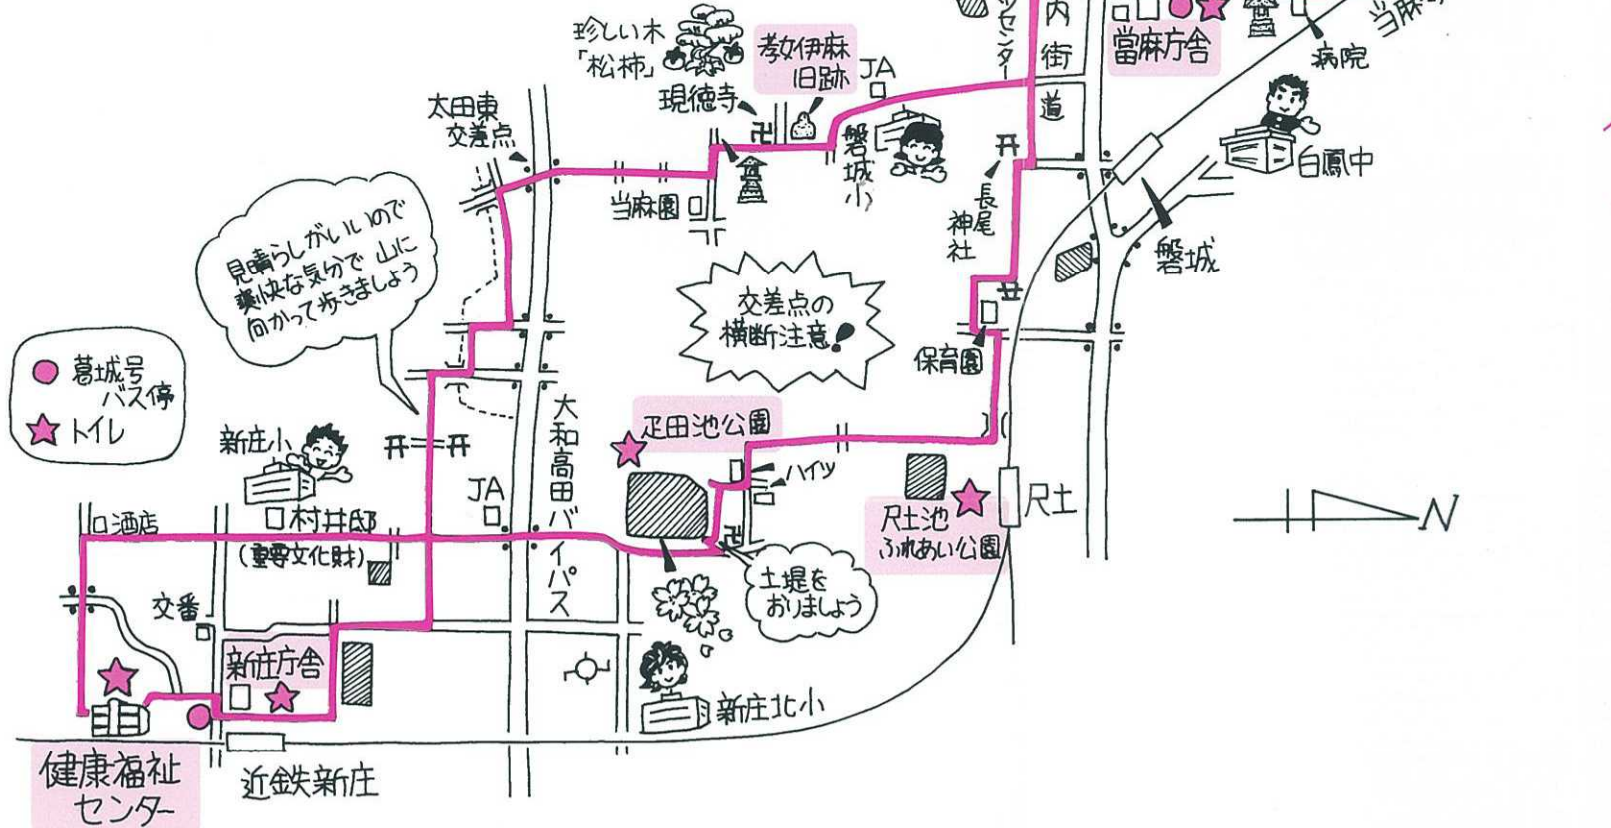 珍しい木
「松柿」
孝女伊麻
旧跡
JA
現徳寺
太田東
交差点
磐城小
当麻園
内街道
當麻庁舎
病院
白鳳中
長尾
神社
磐城
見晴らしがいいので
爽快な気分で 山に
向かって歩きましょう
交差点の
横断注意!
保育園
葛城号
バス停
トイレ
新庄小
疋田池公園
ハイツ
大和高田バイパス
JA
酒店
村井邸
(重要文化財)
尺土池
ふれあい公園
尺土
N
土堤を
おりましょう
交番
新庄庁舎
新庄北小
健康福祉
センター
近鉄新庄